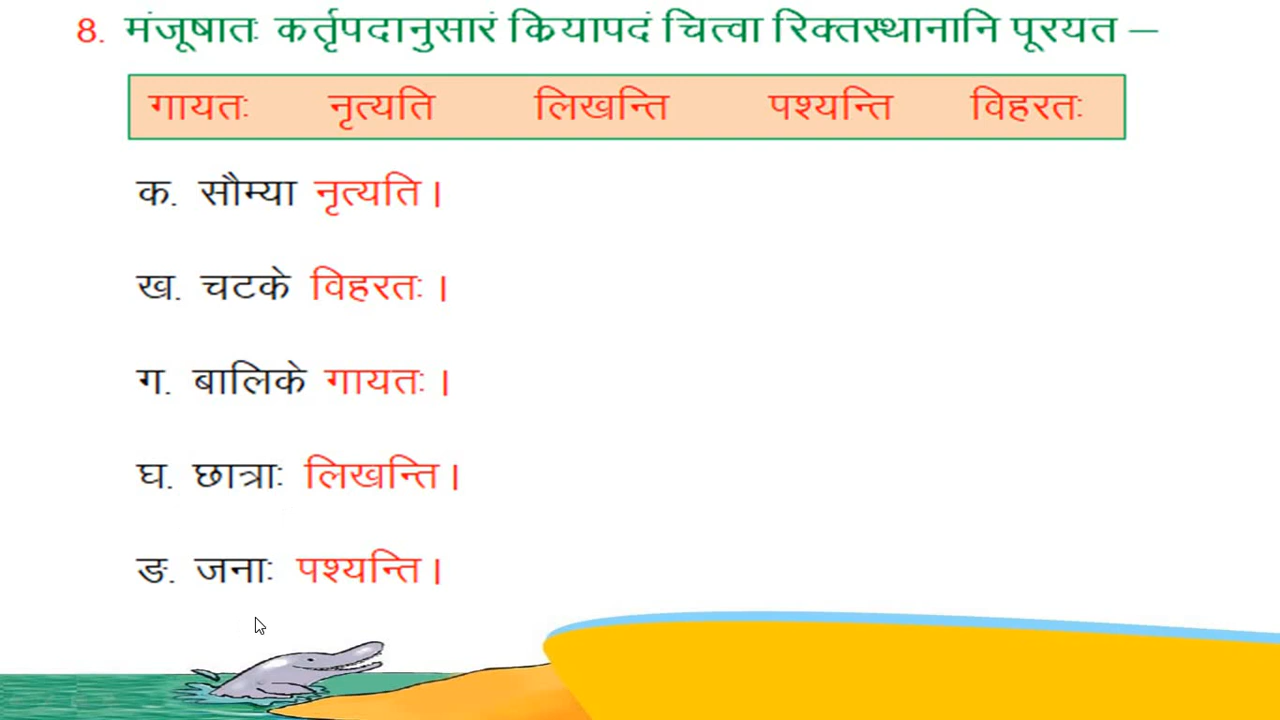 8. मंजूषातः कर्तृपदानुसारं कियापदं चित्वा रिक्तस्थानानि पूरयत –
गायतः नृत्यति लिखन्ति पश्यन्ति विहरतः
क. सौम्या नृत्यति।
ख. चटके विहरतः ।
ग. बालिके गायतः ।
घ. छात्राः लिखन्ति।
ङ. जनाः पश्यन्ति।